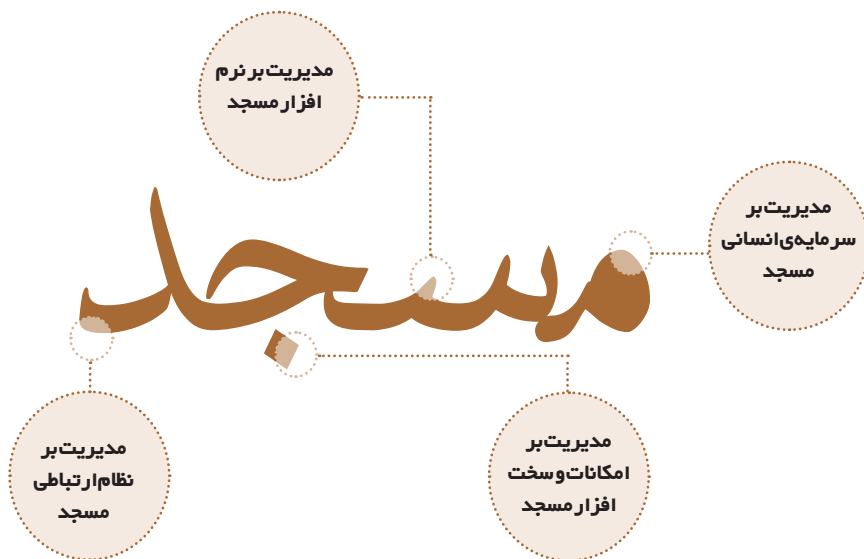 مدیریت بر نرم
افزار مسجد
مدیریت بر
سرمایه‌ی انسانی
مسجد
مسجد
مدیریت بر
امکانات و سخت
افزار مسجد
مدیریت بر
نظام ارتباطی
مسجد